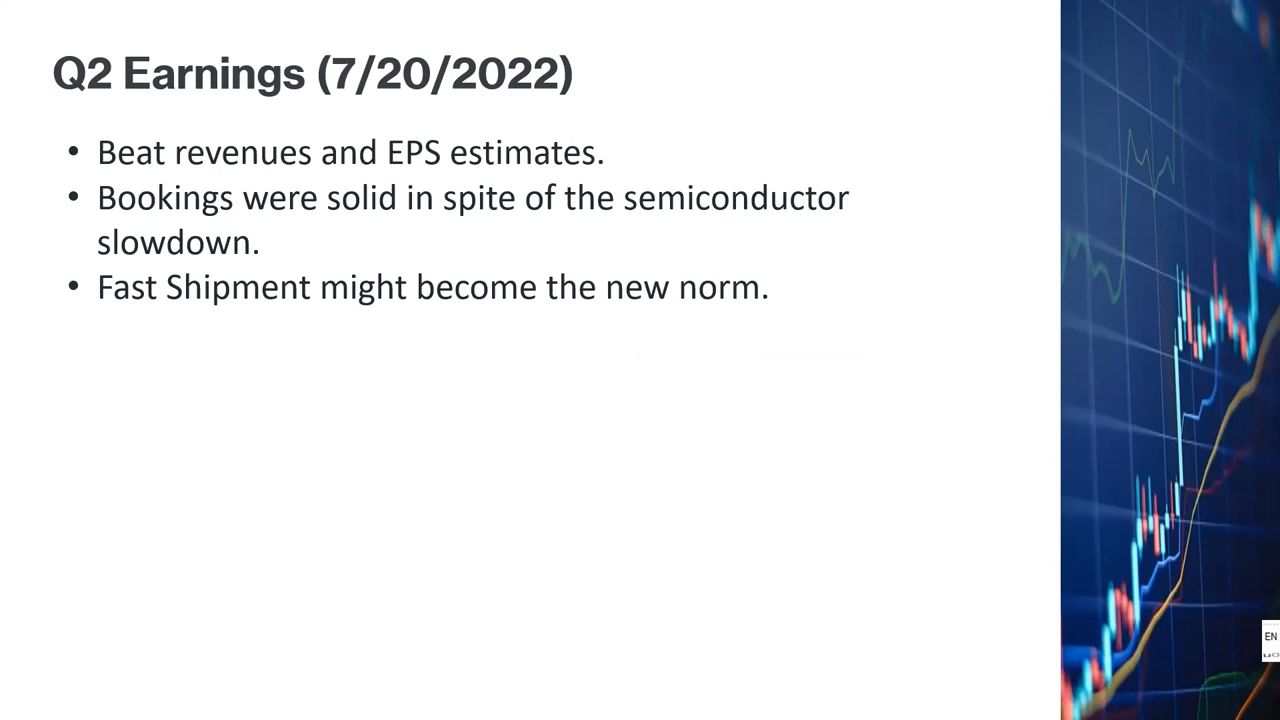 Q2 Earnings (7/20/2022)
• Beat revenues and EPS estimates.
• Bookings were solid in spite of the semiconductor
slowdown.
• Fast Shipment might become the new norm.
EN